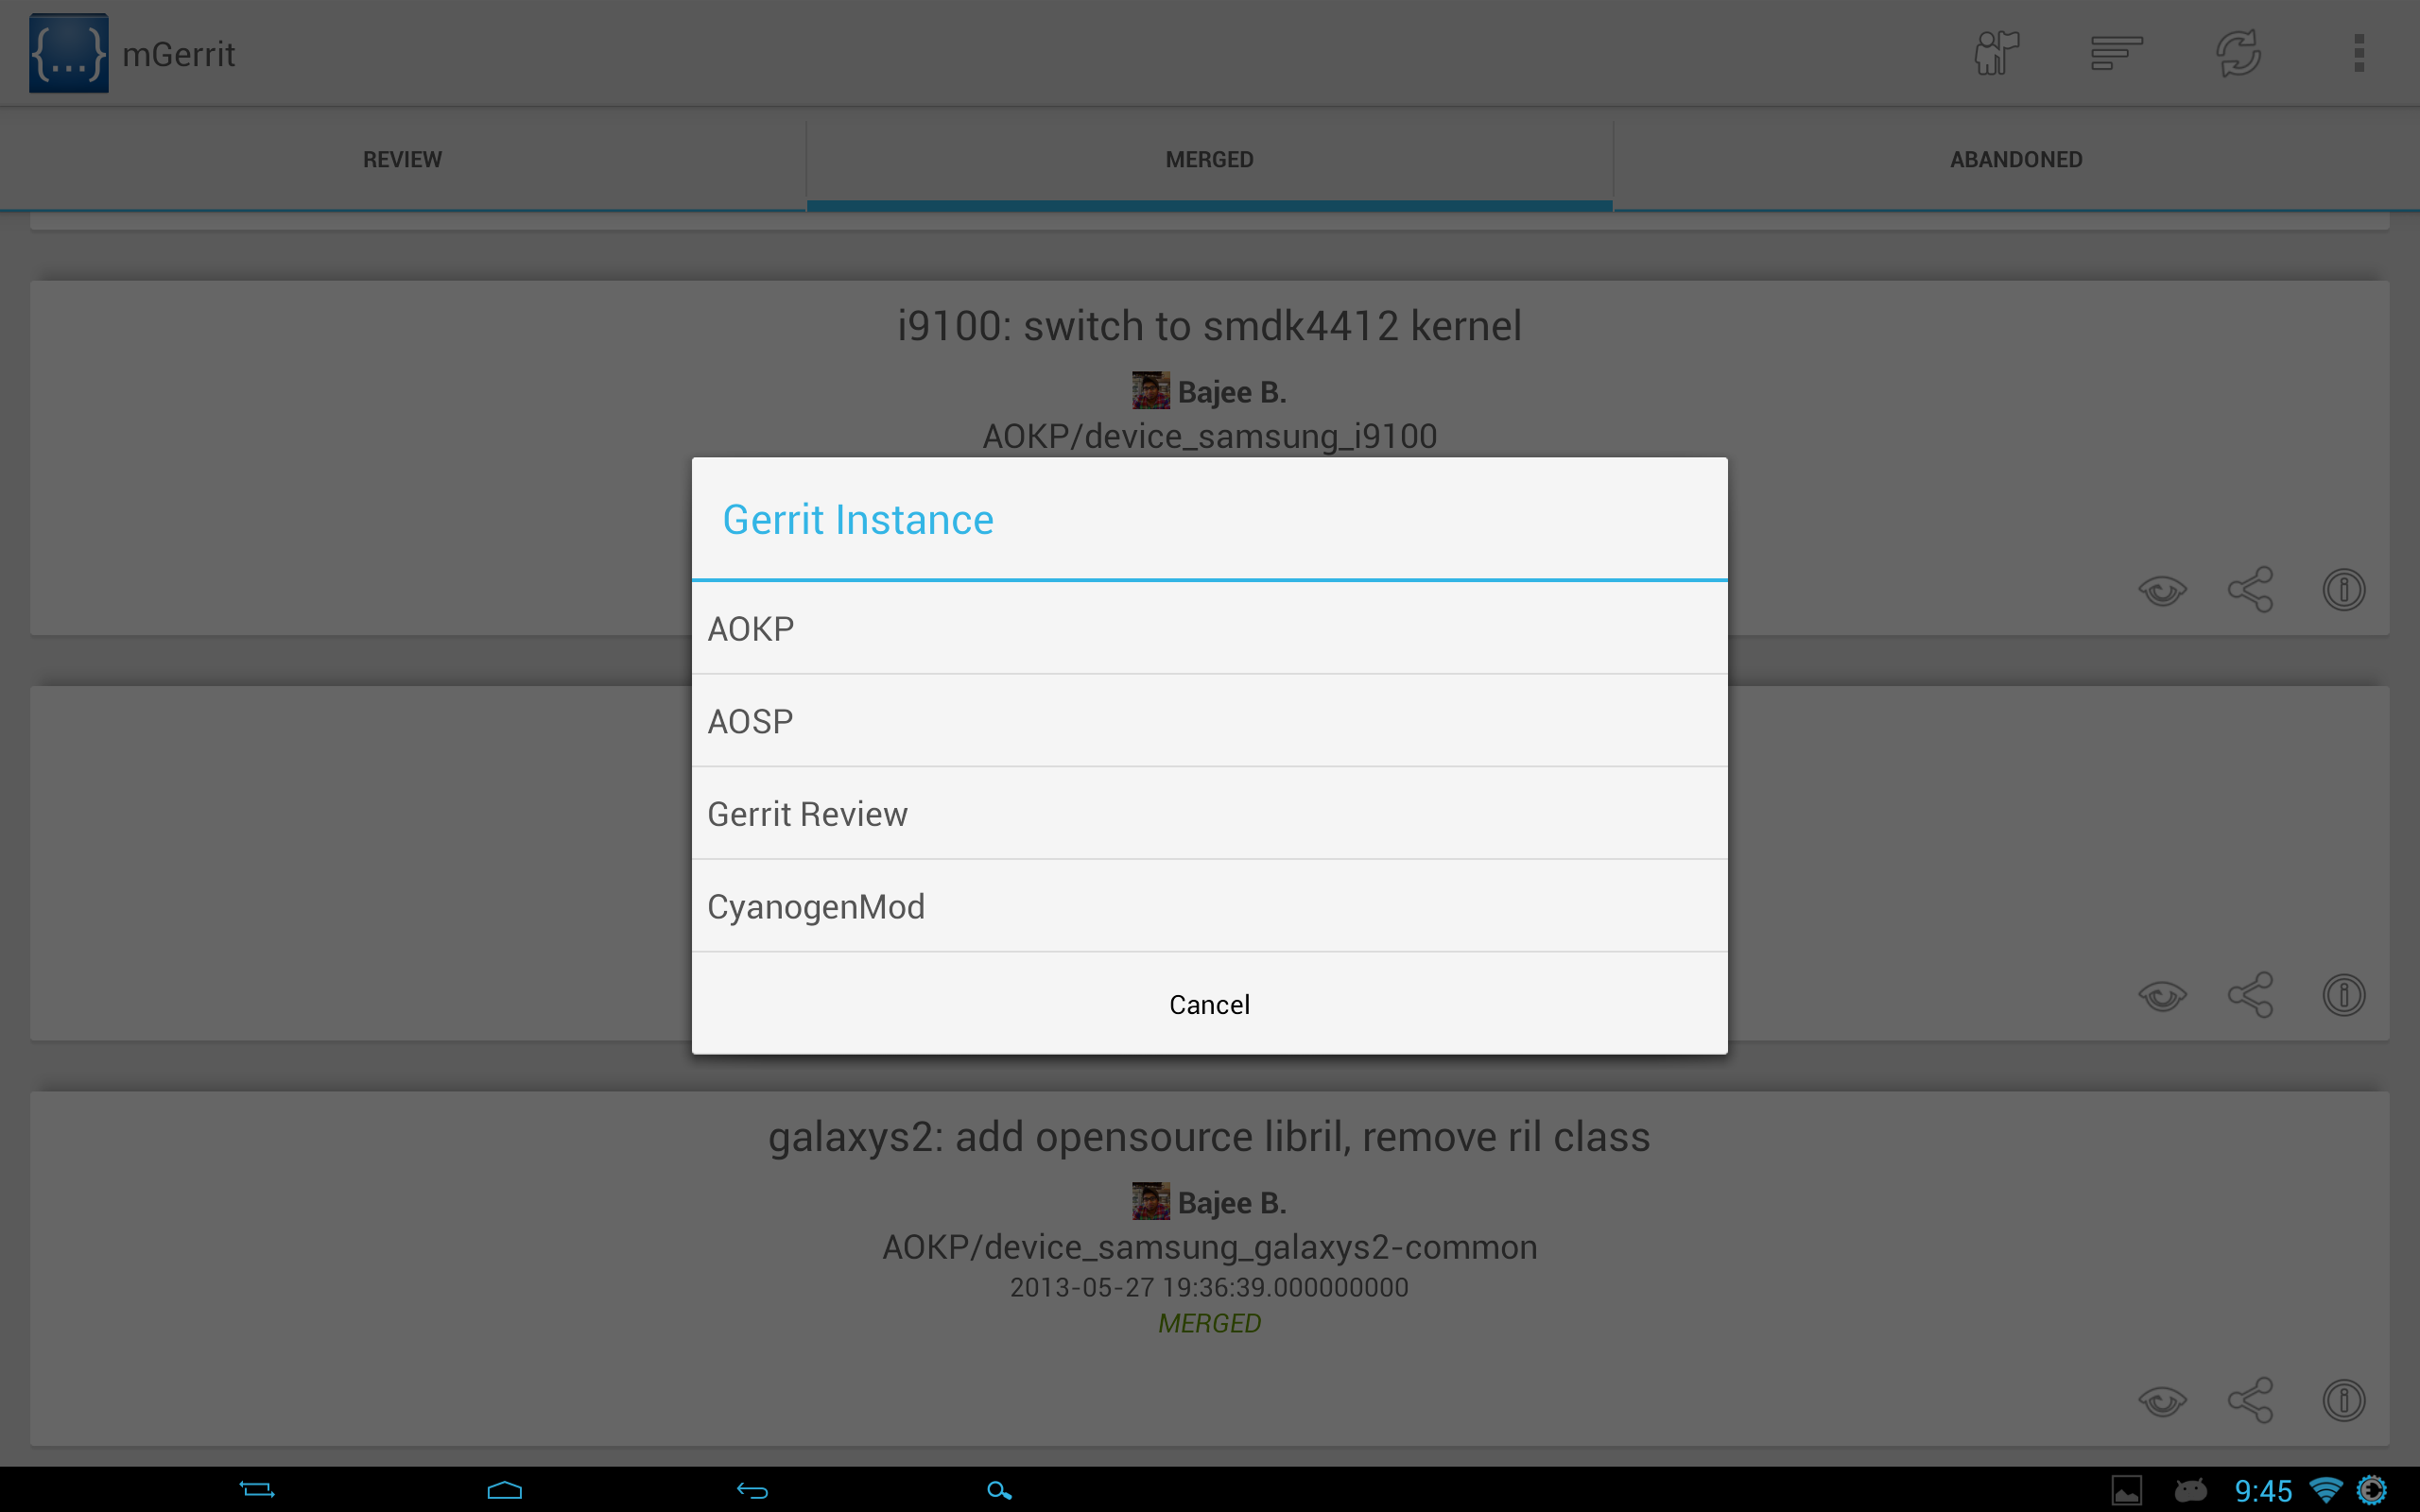 {...} mGerrit
REVIEW MERGED ABANDONED
i9100: switch to smdk4412 kernel
Bajee B.
AOKP/device_samsung_i9100
Gerrit Instance
AOKP
AOSP
Gerrit Review
CyanogenMod
Cancel
galaxys2: add opensource libril, remove ril class
Bajee B.
AOKP/device_samsung_galaxys2-common
2013-05-27 19:36:39.000000000
MERGED
9:45